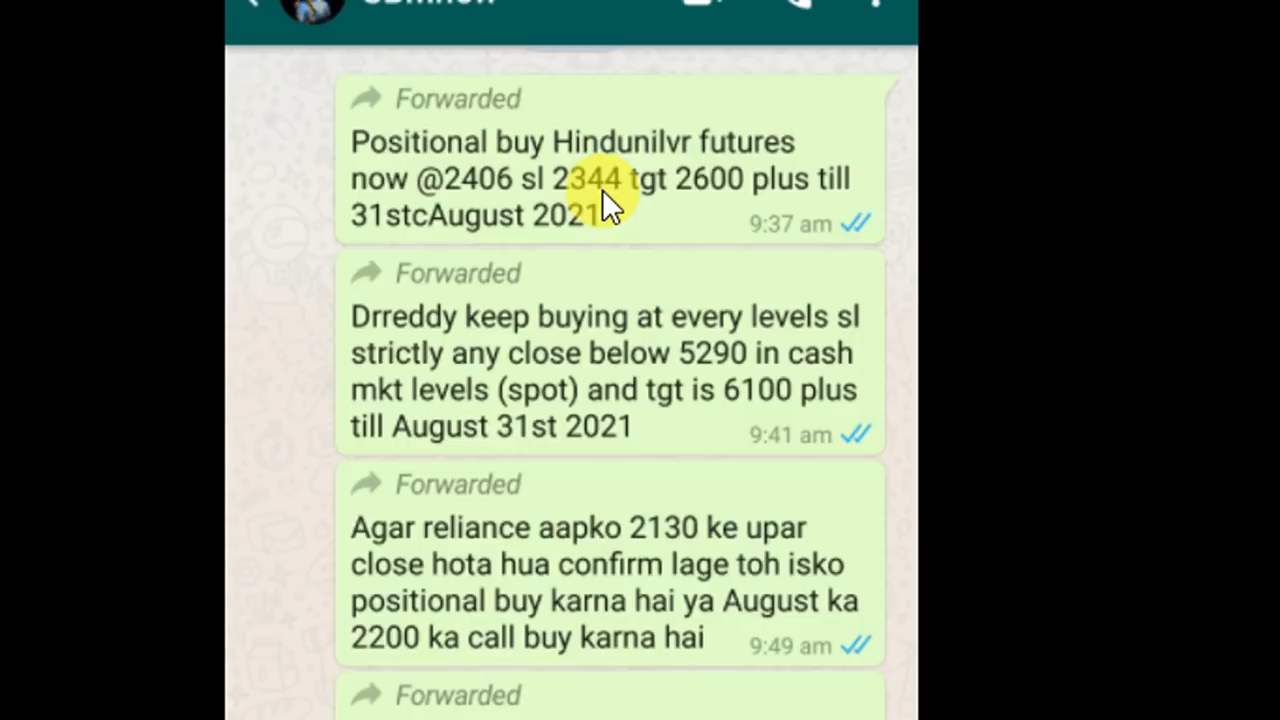 Forwarded
Positional buy Hindunilvr futures
now @2406 sl 2344 tgt 2600 plus till
31stcAugust 2021
9:37 am
Forwarded
Drreddy keep buying at every levels sl
strictly any close below 5290 in cash
mkt levels (spot) and tgt is 6100 plus
till August 31st 2021
9:41 am
Forwarded
Agar reliance aapko 2130 ke upar
close hota hua confirm lage toh isko
positional buy karna hai ya August ka
2200 ka call buy karna hai
9:49 am
Forwarded